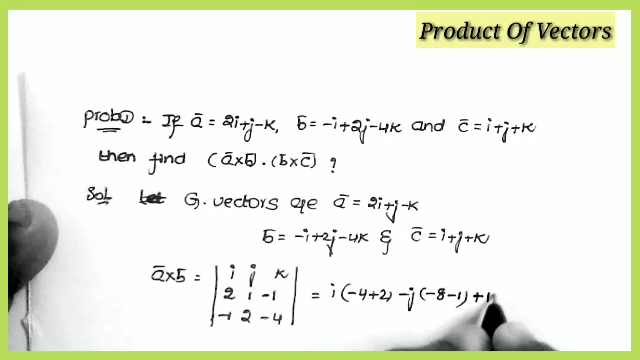 Product Of Vectors
prob① :- If a̅ = 2i+j-k, b̅ = -i+2j-4k and c̅ = i+j+k
then find (a̅×b̅).(b̅×c̅) ?
Sol Let G.vectors are a̅ = 2i+j-k
b̅ = -i+2j-4k & c̅ = i+j+k
a̅×b̅ = | i j k |
| 2 1 -1 | = i(-4+2) -j(-8-1) +
| -1 2 -4 |